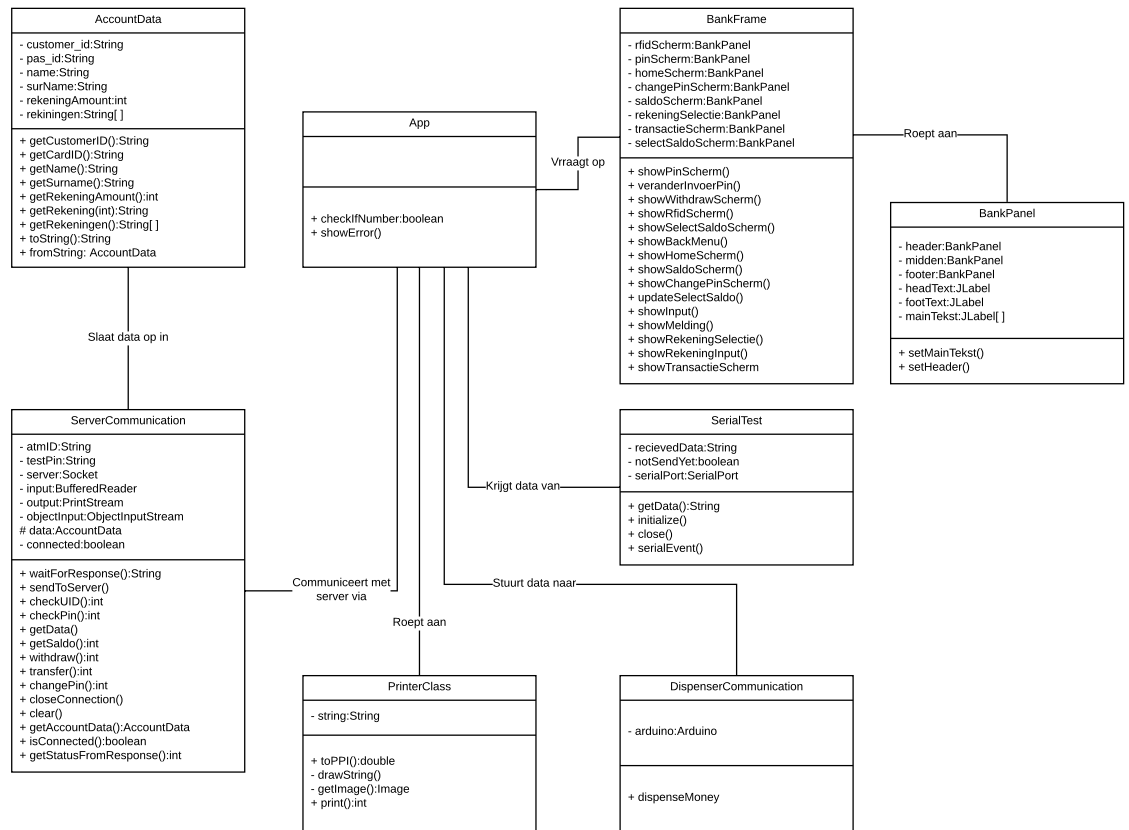 AccountData
- customer_id:String
- pas_id:String
- name:String
- surName:String
- rekeningAmount:int
- rekiningen:String[ ]
+ getCustomerID():String
+ getCardID():String
+ getName():String
+ getSurname():String
+ getRekeningAmount():int
+ getRekening(int):String
+ getRekeningen():String[ ]
+ toString():String
+ fromString: AccountData
Slaat data op in
ServerCommunication
- atmID:String
- testPin:String
- server:Socket
- input:BufferedReader
- output:PrintStream
- objectInput:ObjectInputStream
# data:AccountData
- connected:boolean
+ waitForResponse():String
+ sendToServer()
+ checkUID():int
+ checkPin():int
+ getData()
+ getSaldo():int
+ withdraw():int
+ transfer():int
+ changePin():int
+ closeConnection()
+ clear()
+ getAccountData():AccountData
+ isConnected():boolean
+ getStatusFromResponse():int
App
+ checkIfNumber:boolean
+ showError()
Vrraagt op
Communiceert met
server via
Roept aan
PrinterClass
- string:String
+ toPPI():double
- drawString()
- getImage():Image
+ print():int
BankFrame
- rfidScherm:BankPanel
- pinScherm:BankPanel
- homeScherm:BankPanel
- changePinScherm:BankPanel
- saldoScherm:BankPanel
- rekeningSelectie:BankPanel
- transactieScherm:BankPanel
- selectSaldoScherm:BankPanel
+ showPinScherm()
+ veranderInvoerPin()
+ showWithdrawScherm()
+ showRfidScherm()
+ showSelectSaldoScherm()
+ showBackMenu()
+ showHomeScherm()
+ showSaldoScherm()
+ showChangePinScherm()
+ updateSelectSaldo()
+ showInput()
+ showMelding()
+ showRekeningSelectie()
+ showRekeningInput()
+ showTransactieScherm
Roept aan
BankPanel
- header:BankPanel
- midden:BankPanel
- footer:BankPanel
- headText:JLabel
- footText:JLabel
- mainTekst:JLabel[ ]
+ setMainTekst()
+ setHeader()
Krijgt data van
SerialTest
- recievedData:String
- notSendYet:boolean
- serialPort:SerialPort
+ getData():String
+ initialize()
+ close()
+ serialEvent()
Stuurt data naar
DispenserCommunication
- arduino:Arduino
+ dispenseMoney